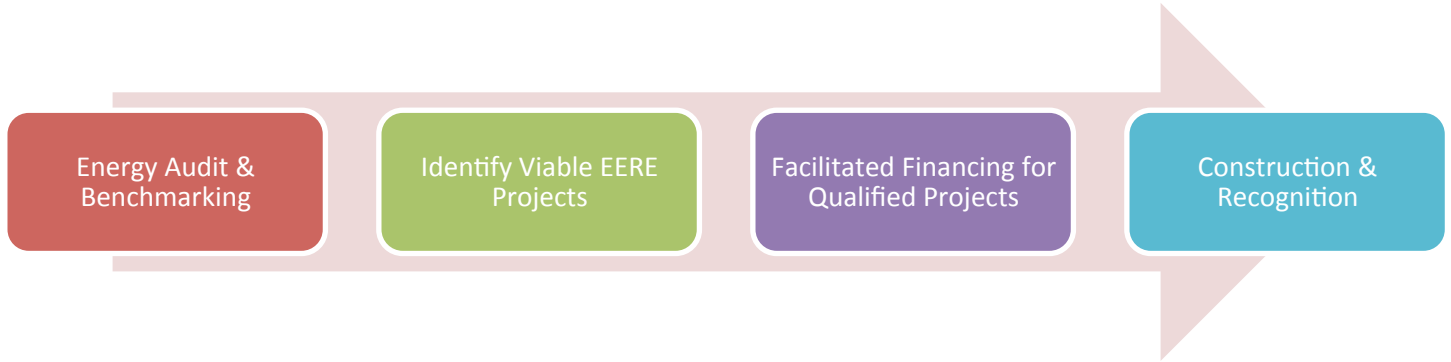 Energy Audit &
Benchmarking
Identify Viable EERE
Projects
Facilitated Financing for
Qualified Projects
Construction &
Recognition